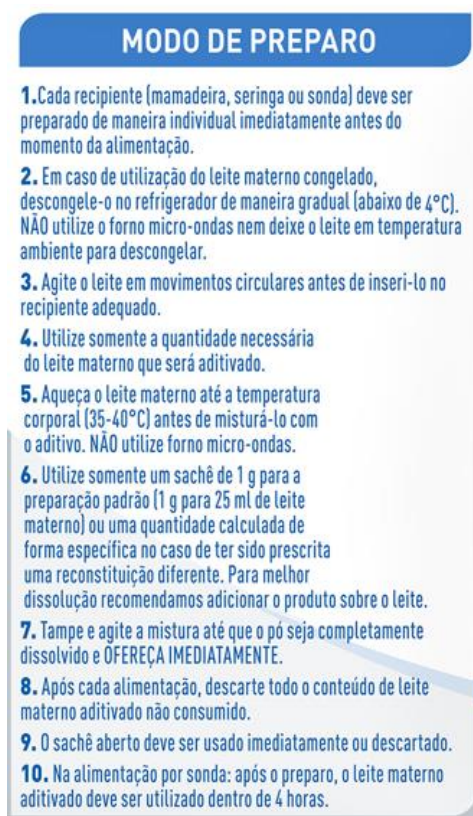 MODO DE PREPARO
1.Cada recipiente (mamadeira, seringa ou sonda) deve ser
preparado de maneira individual imediatamente antes do
momento da alimentação.
2. Em caso de utilização do leite materno congelado,
descongele-o no refrigerador de maneira gradual (abaixo de 4°C).
NÃO utilize o forno micro-ondas nem deixe o leite em temperatura
ambiente para descongelar.
3. Agite o leite em movimentos circulares antes de inseri-lo no
recipiente adequado.
4. Utilize somente a quantidade necessária
do leite materno que será aditivado.
5. Aqueça o leite materno até a temperatura
corporal (35-40°C) antes de misturá-lo com
o aditivo. NÃO utilize forno micro-ondas.
6. Utilize somente um sachê de 1 g para a
preparação padrão (1 g para 25 ml de leite
materno) ou uma quantidade calculada de
forma específica no caso de ter sido prescrita
uma reconstituição diferente. Para melhor
dissolução recomendamos adicionar o produto sobre o leite.
7. Tampe e agite a mistura até que o pó seja completamente
dissolvido e OFEREÇA IMEDIATAMENTE.
8. Após cada alimentação, descarte todo o conteúdo de leite
materno aditivado não consumido.
9. O sachê aberto deve ser usado imediatamente ou descartado.
10. Na alimentação por sonda: após o preparo, o leite materno
aditivado deve ser utilizado dentro de 4 horas.